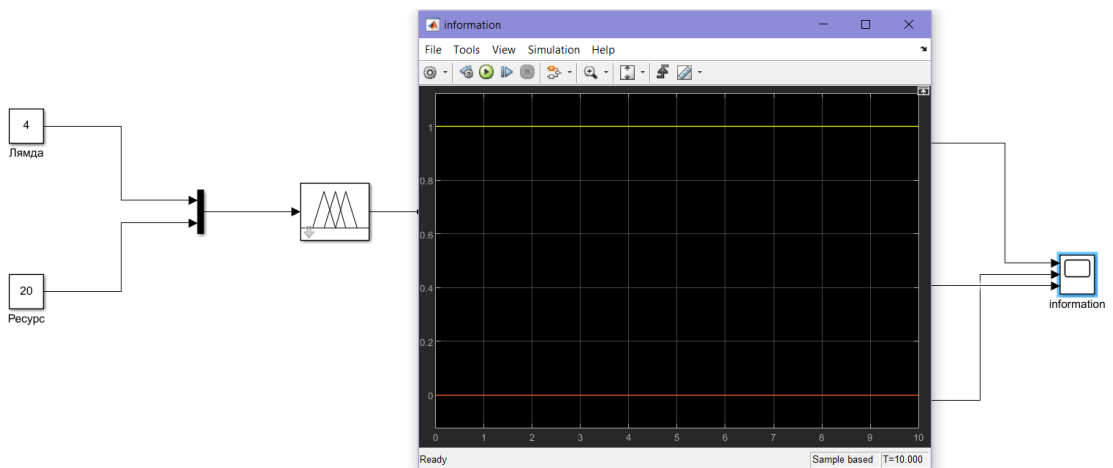 information
File Tools View Simulation Help
4
Лямда
20
Ресурс
1
0.8
0.6
0.4
0.2
0
0 1 2 3 4 5 6 7 8 9 10
Ready
Sample based T=10.000
information